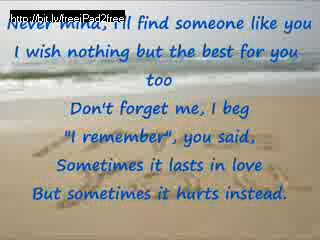 http://bit.ly/freeiPad2free
Never mind, I'll find someone like you
I wish nothing but the best for you
too
Don't forget me, I beg
"I remember", you said,
Sometimes it lasts in love
But sometimes it hurts instead.